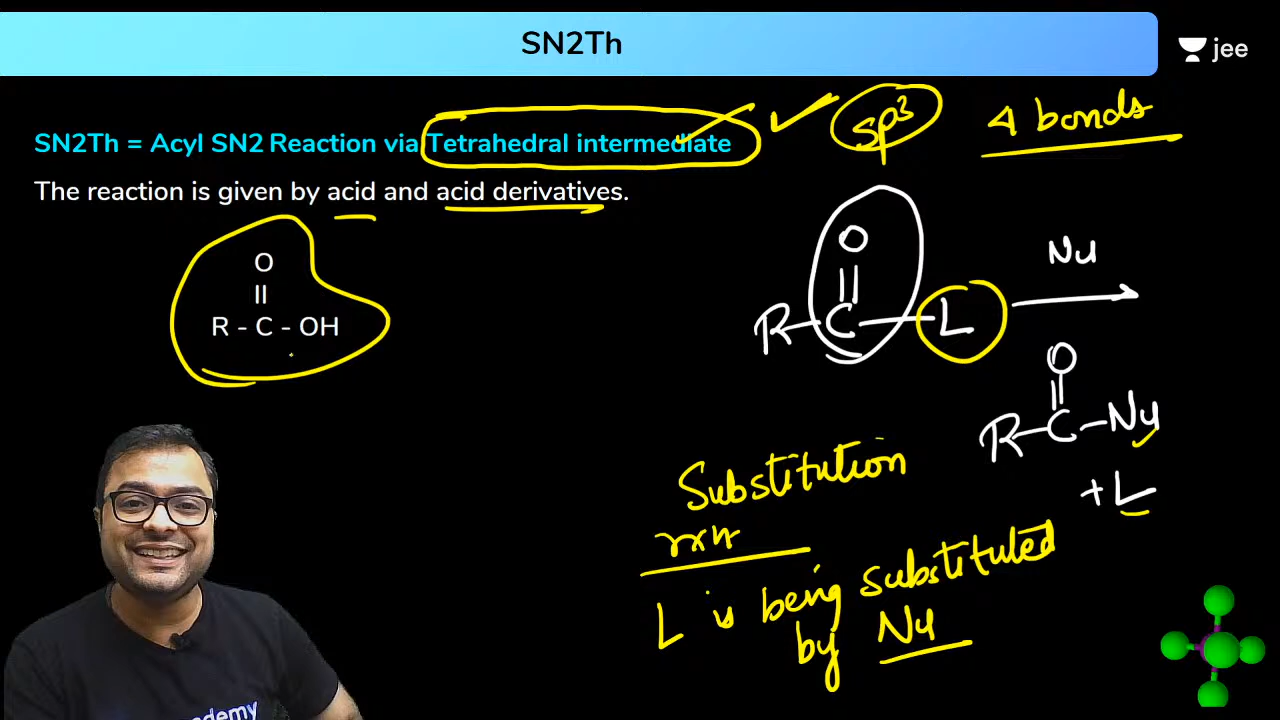 SN2Th
jee
SN2Th = Acyl SN2 Reaction via Tetrahedral intermediate
sp³
4 bonds
The reaction is given by acid and acid derivatives.
O
||
R - C - OH
O
||
R-C-L
Nu
O
||
R-C-Nu
+ L
Substitution
rxn
L is being substituted
by Nu
demy